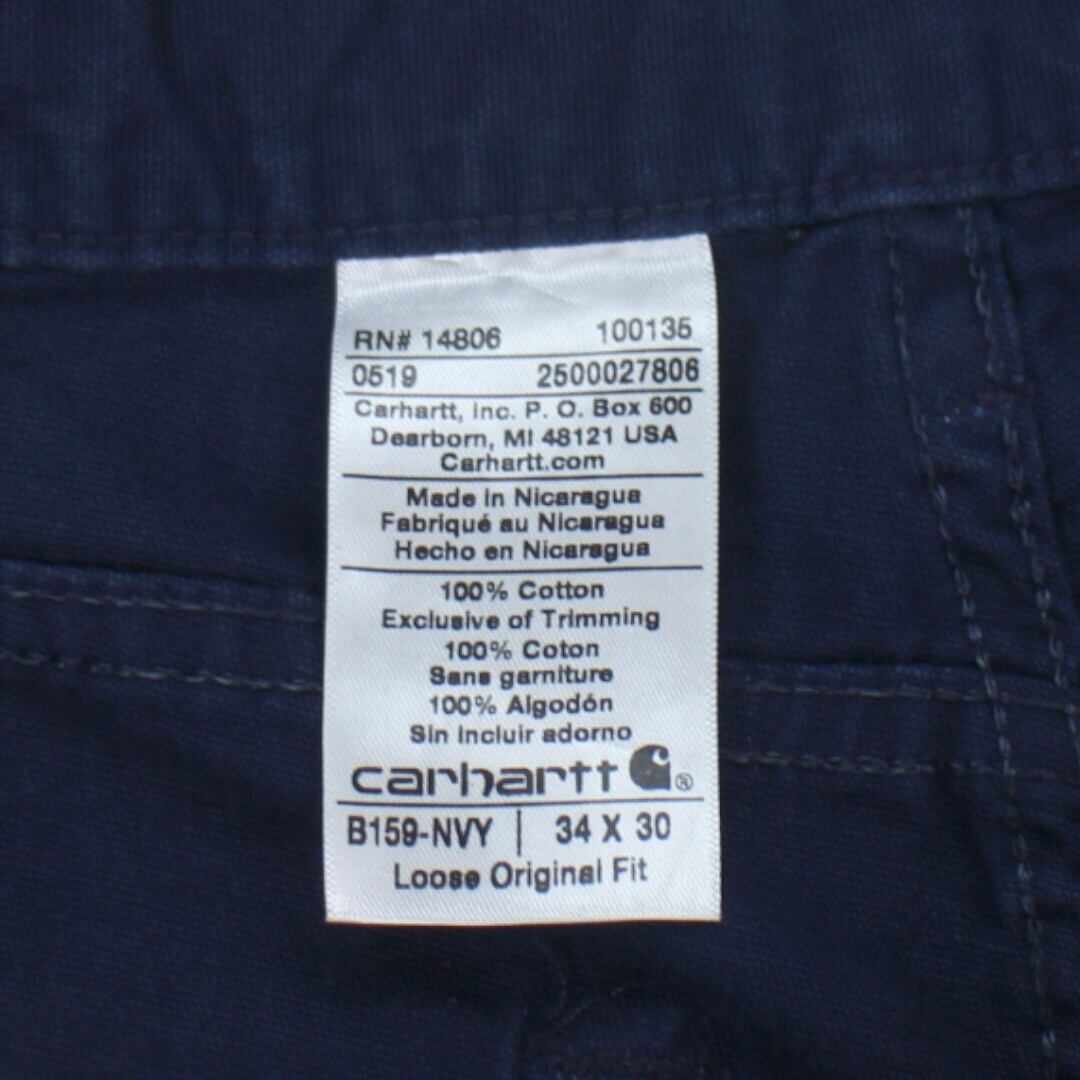 RN# 14806 100135
0519 2500027806
Carhartt, Inc. P. O. Box 600
Dearborn, MI 48121 USA
Carhartt.com
Made in Nicaragua
Fabriqué au Nicaragua
Hecho en Nicaragua
100% Cotton
Exclusive of Trimming
100% Coton
Sans garniture
100% Algodón
Sin incluir adorno
carhartt ®
B159-NVY | 34 X 30
Loose Original Fit